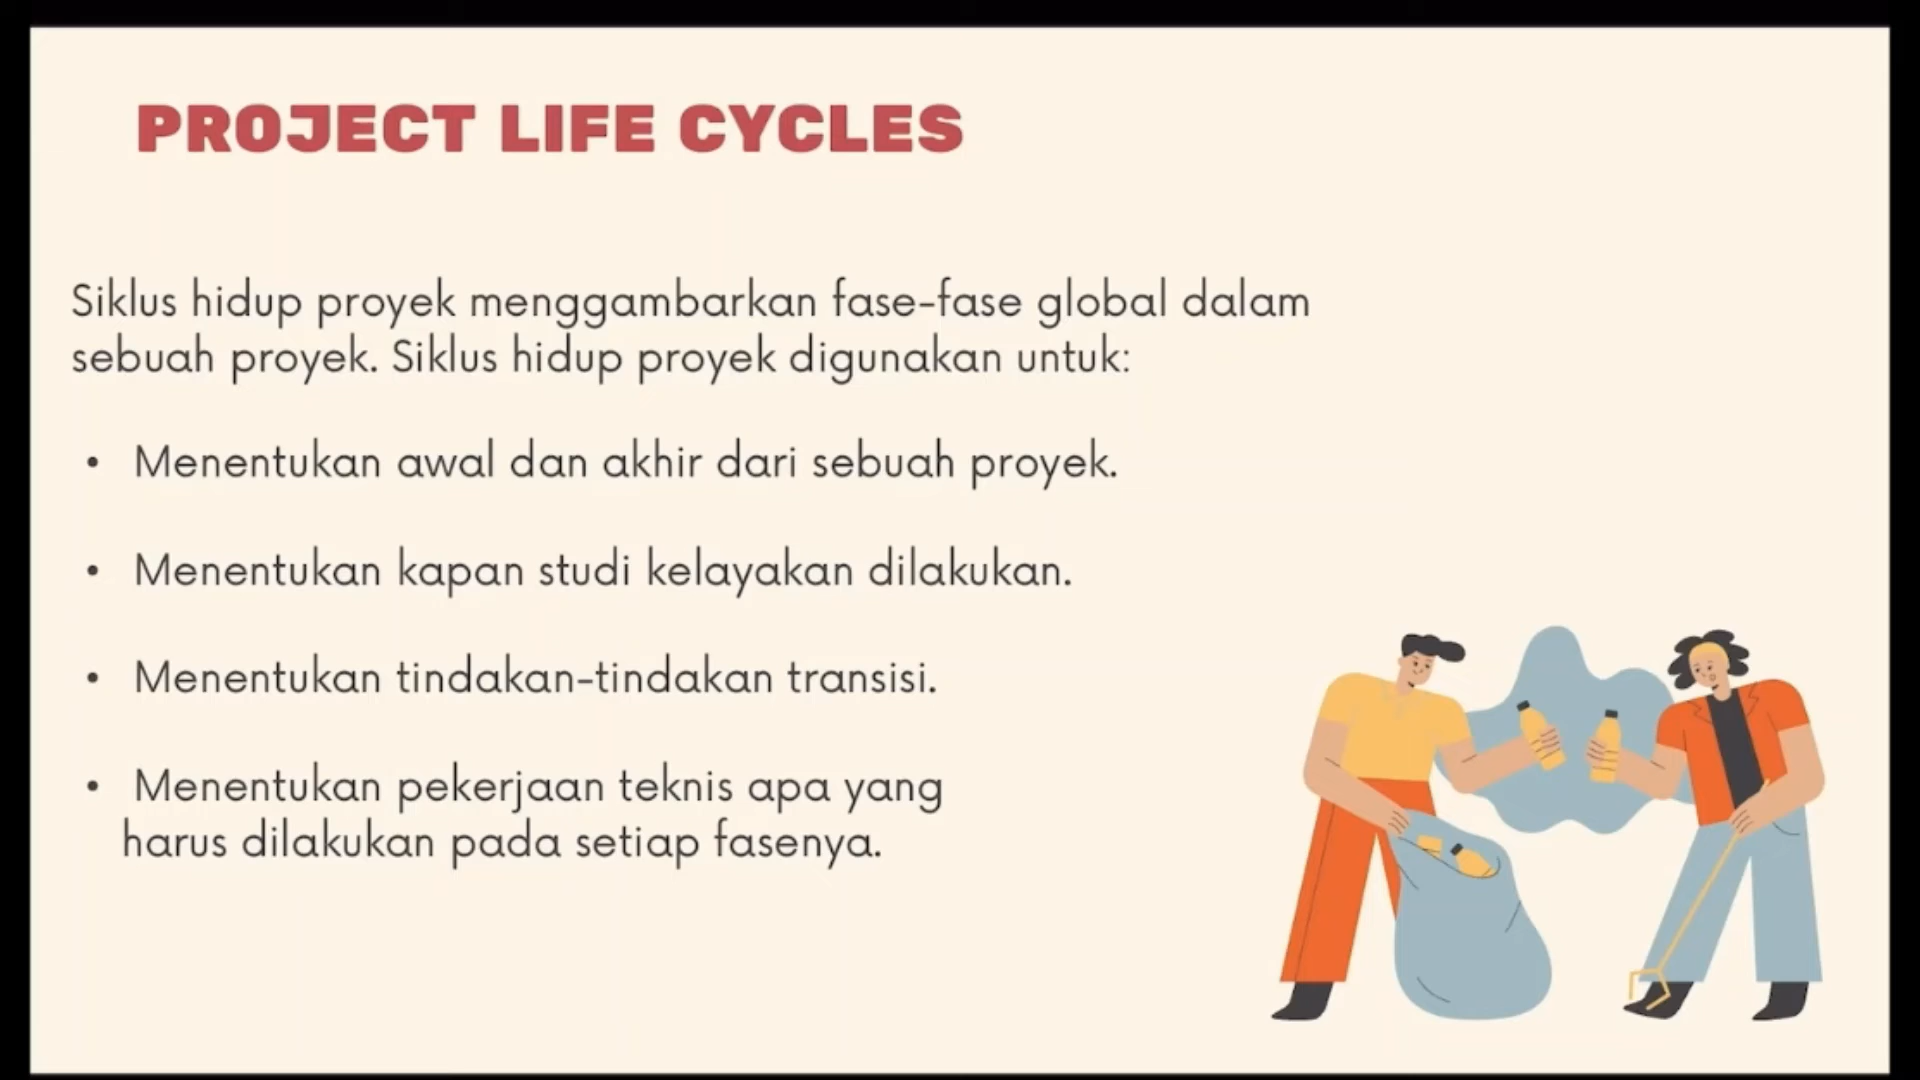 PROJECT LIFE CYCLES
Siklus hidup proyek menggambarkan fase-fase global dalam
sebuah proyek. Siklus hidup proyek digunakan untuk:
• Menentukan awal dan akhir dari sebuah proyek.
• Menentukan kapan studi kelayakan dilakukan.
• Menentukan tindakan-tindakan transisi.
• Menentukan pekerjaan teknis apa yang
harus dilakukan pada setiap fasenya.